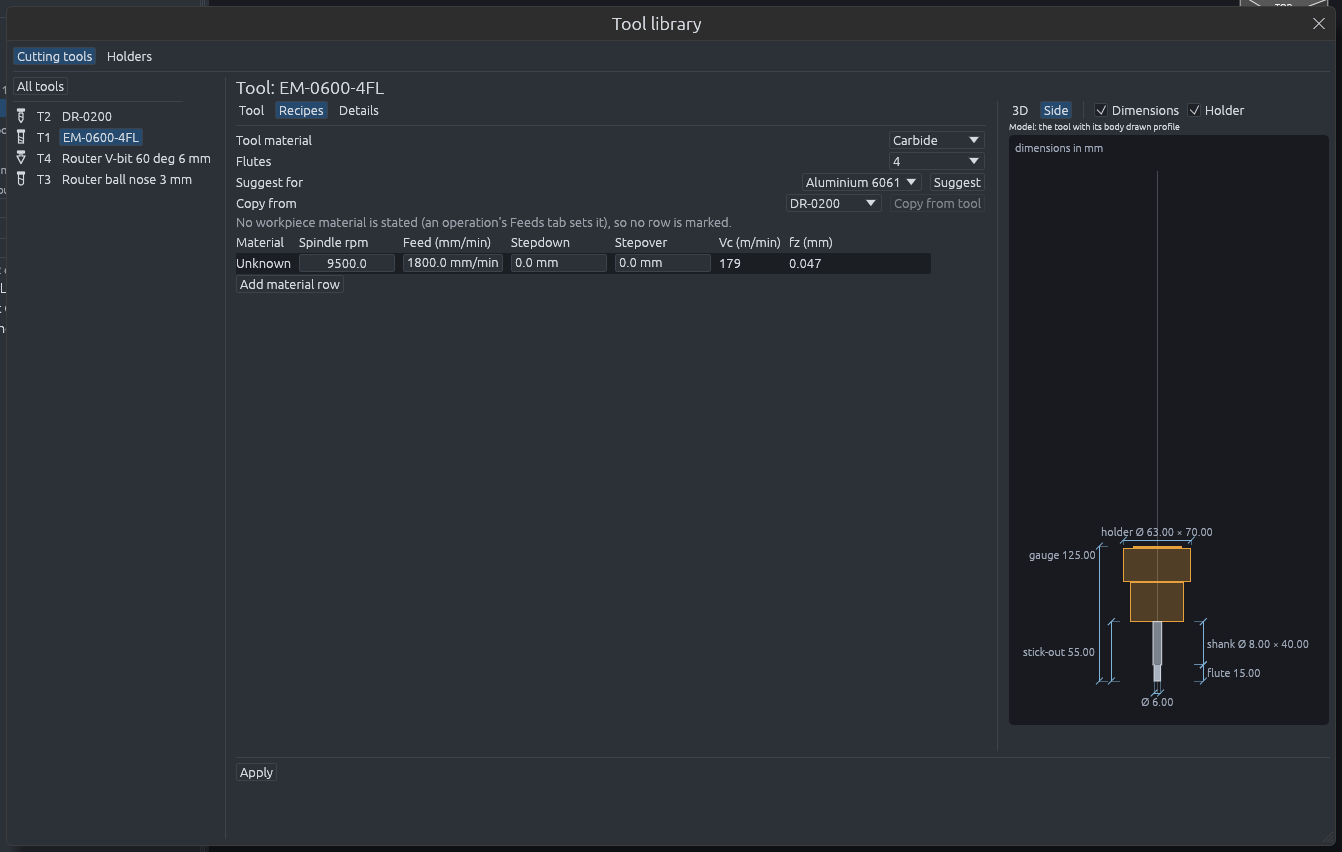 Tool library
Cutting tools Holders
All tools
T2 DR-0200
T1 EM-0600-4FL
T4 Router V-bit 60 deg 6 mm
T3 Router ball nose 3 mm
Tool: EM-0600-4FL
Tool Recipes Details
Tool material Carbide
Flutes 4
Suggest for Aluminium 6061 Suggest
Copy from DR-0200 Copy from tool
No workpiece material is stated (an operation's Feeds tab sets it), so no row is marked.
Material Spindle rpm Feed (mm/min) Stepdown Stepover Vc (m/min) fz (mm)
Unknown 9500.0 1800.0 mm/min 0.0 mm 0.0 mm 179 0.047
Add material row
3D Side Dimensions Holder
Model: the tool with its body drawn profile
dimensions in mm
holder Ø 63.00 × 70.00
gauge 125.00
shank Ø 8.00 × 40.00
stick-out 55.00
flute 15.00
Ø 6.00
Apply